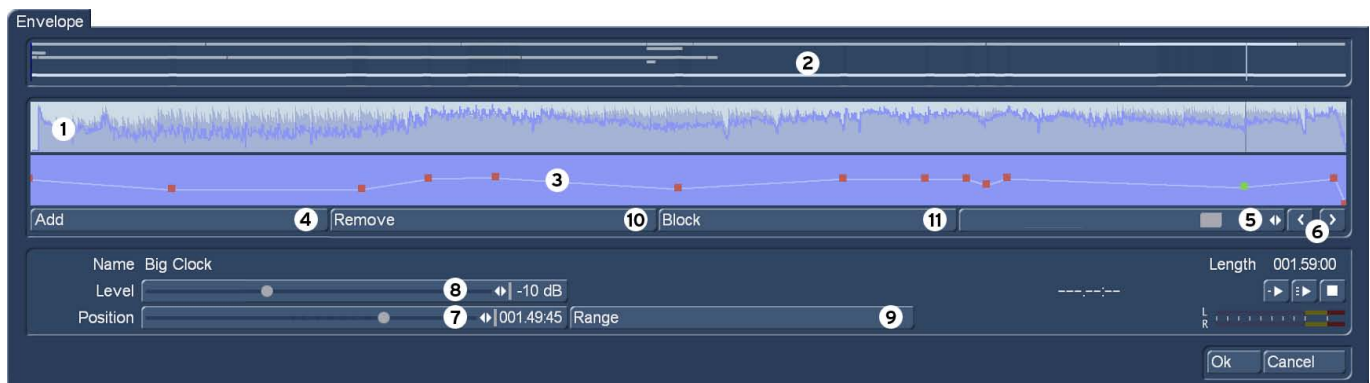 Envelope
2
1
3
Add 4 Remove 10 Block 11 5 < > 6
Name Big Clock Length 001.59:00
Level 8 -10 dB ---.--:--
Position 7 001.49:45 Range 9 L
R
Ok Cancel